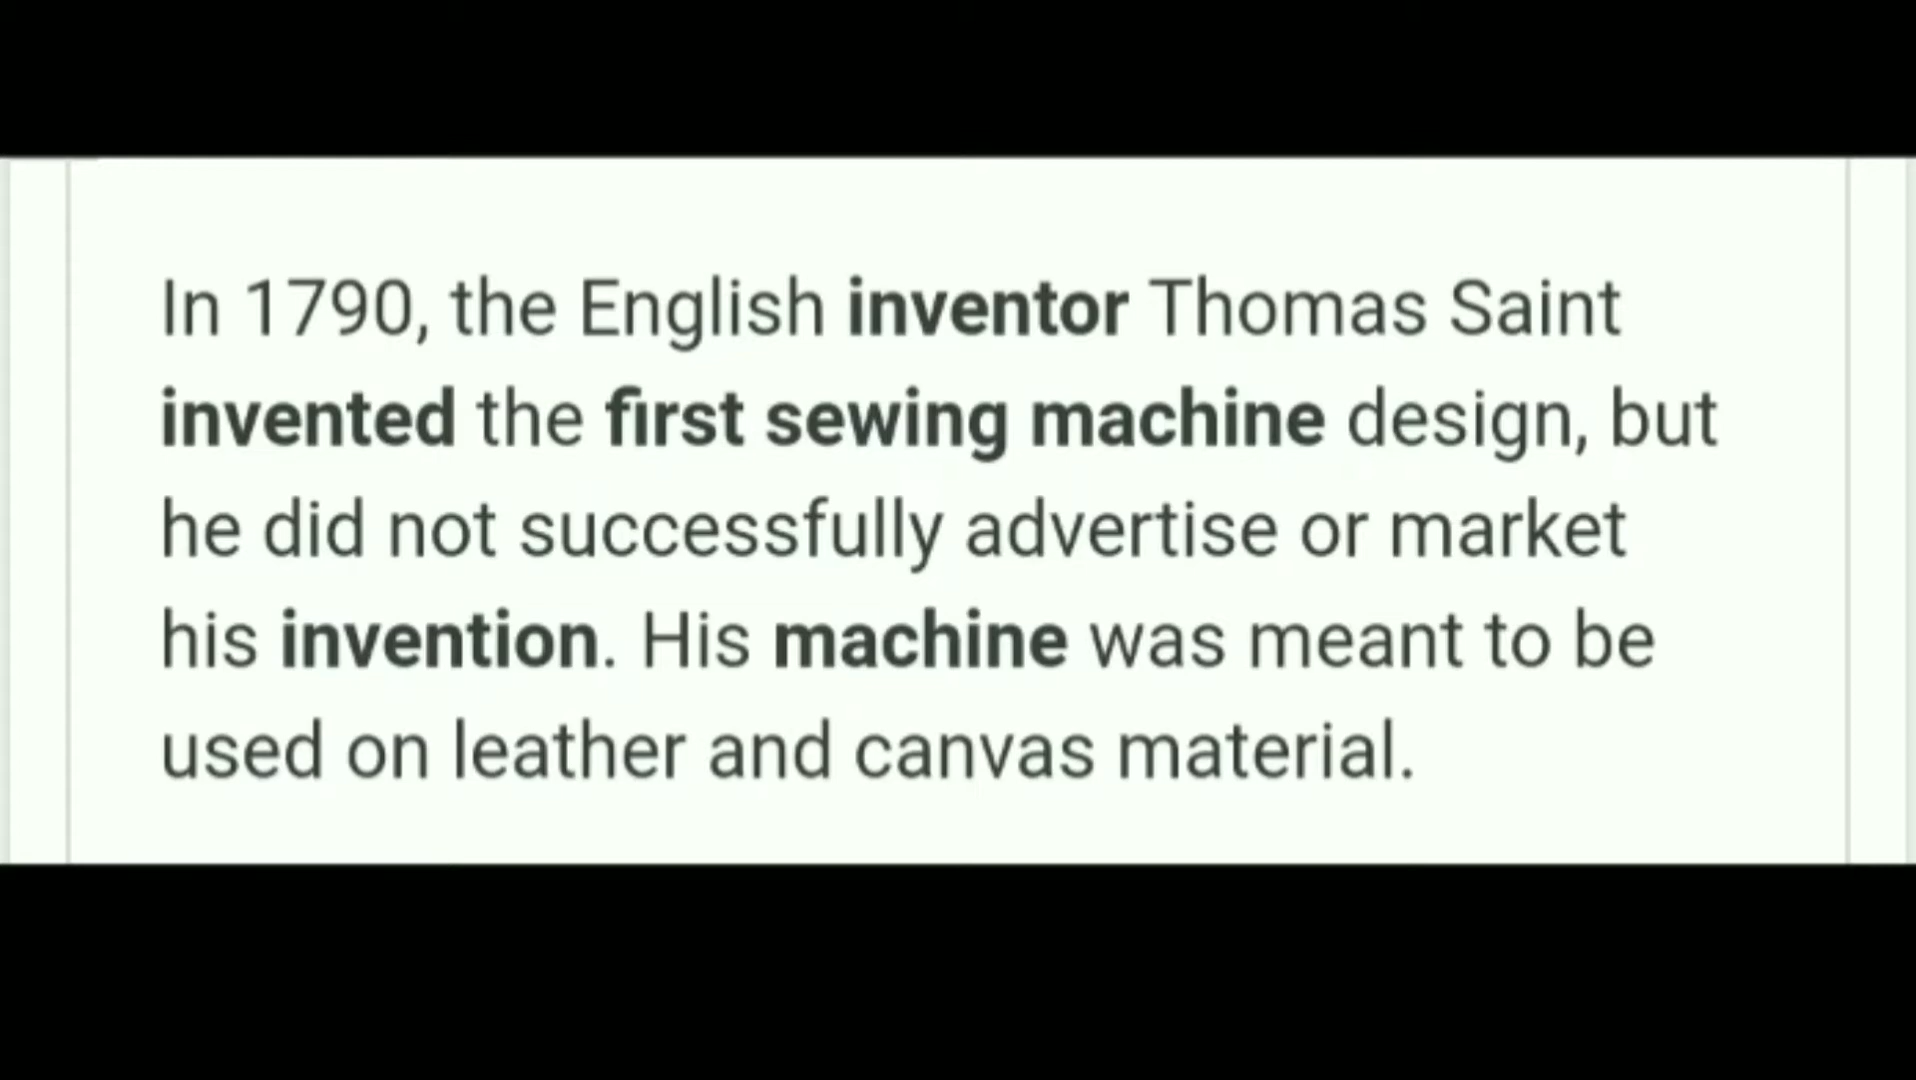 In 1790, the English inventor Thomas Saint
invented the first sewing machine design, but
he did not successfully advertise or market
his invention. His machine was meant to be
used on leather and canvas material.